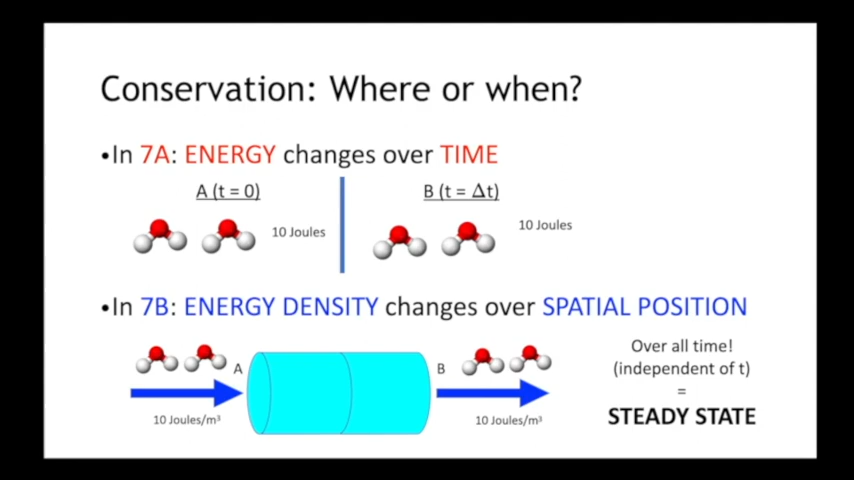 Conservation: Where or when?
•In 7A: ENERGY changes over TIME
A (t = 0)
B (t = Δt)
10 Joules
10 Joules
•In 7B: ENERGY DENSITY changes over SPATIAL POSITION
A
B
10 Joules/m³
10 Joules/m³
Over all time!
(independent of t)
=
STEADY STATE